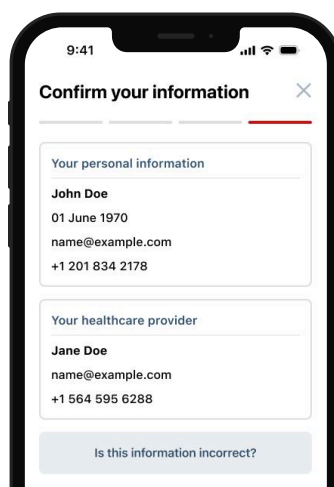 9:41
Confirm your information
Your personal information
John Doe
01 June 1970
name@example.com
+1 201 834 2178
Your healthcare provider
Jane Doe
name@example.com
+1 564 595 6288
Is this information incorrect?